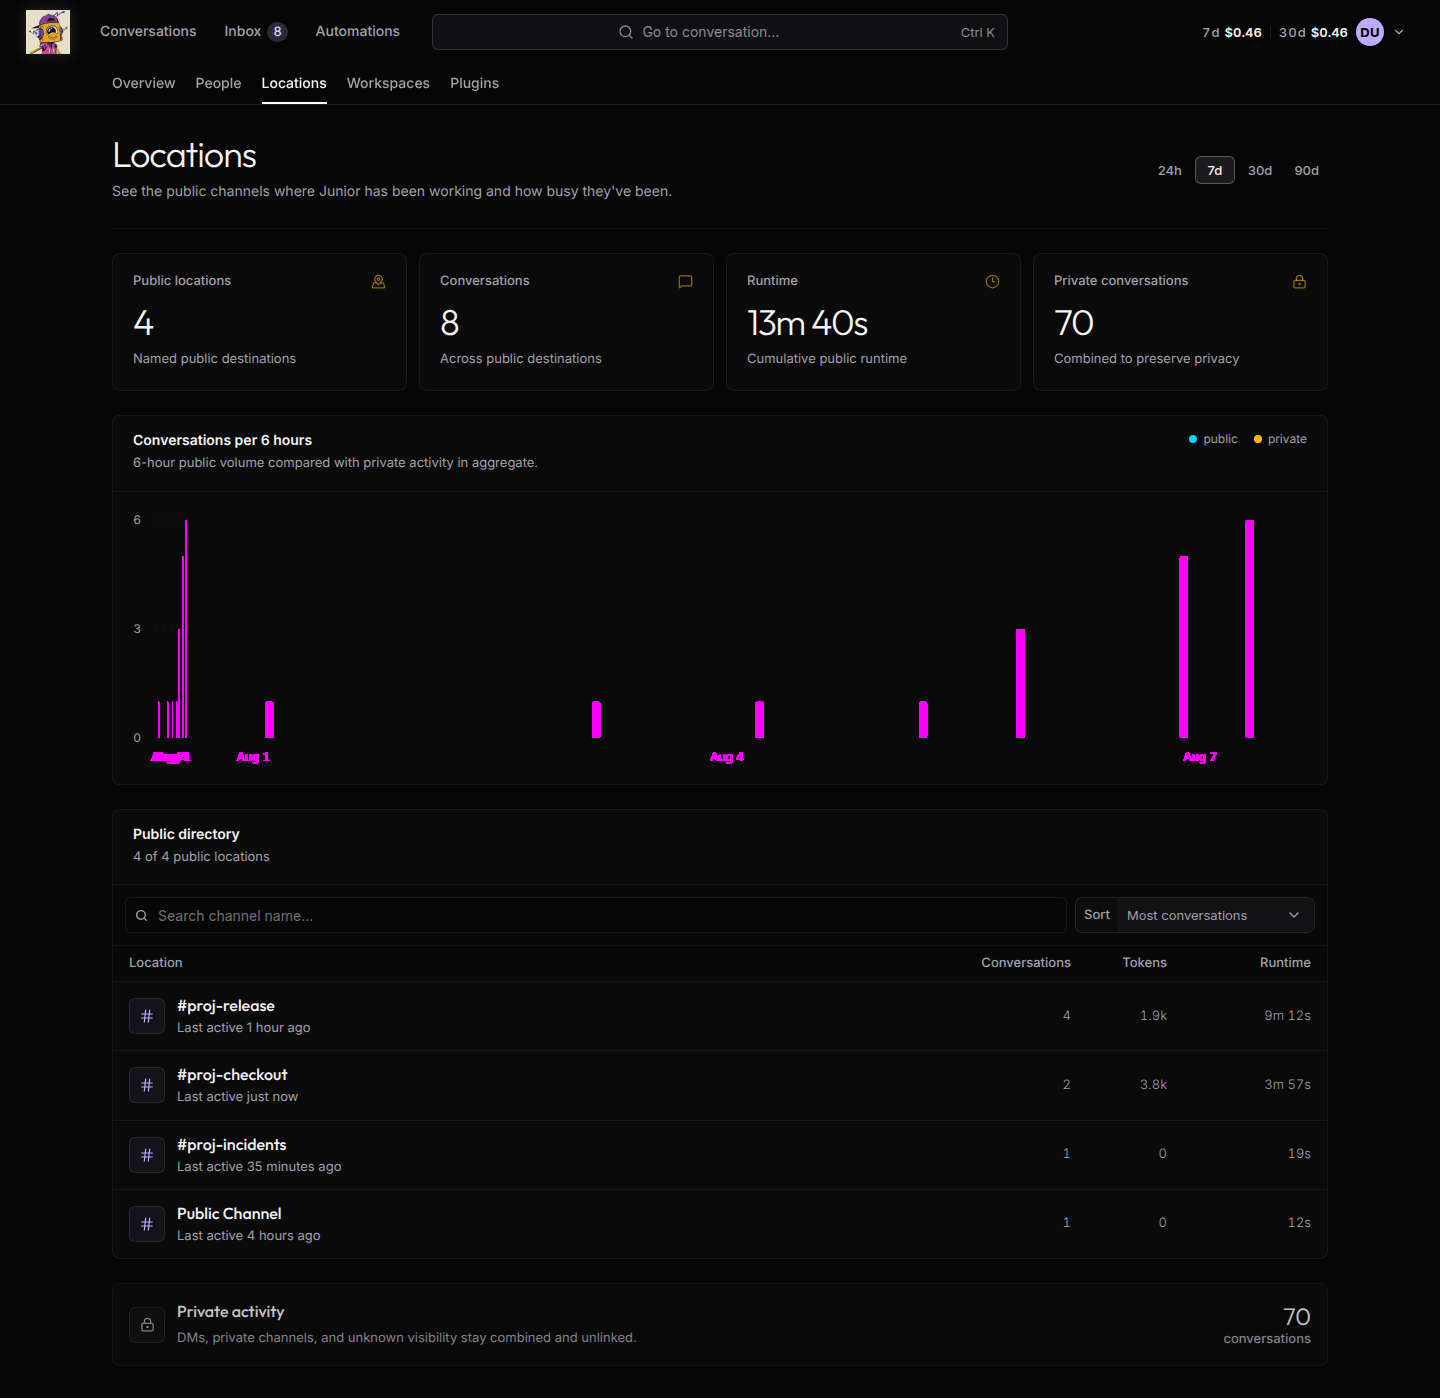 Conversations
Inbox 8
Automations
Go to conversation... Ctrl K
7d $0.46 30d $0.46 DU
Overview
People
Locations
Workspaces
Plugins
Locations
See the public channels where Junior has been working and how busy they've been.
24h 7d 30d 90d
Public locations
4
Named public destinations
Conversations
8
Across public destinations
Runtime
13m 40s
Cumulative public runtime
Private conversations
70
Combined to preserve privacy
Conversations per 6 hours
6-hour public volume compared with private activity in aggregate.
public private
6
3
0
Aug 1 Aug 4 Aug 7
Public directory
4 of 4 public locations
Search channel name...
Sort Most conversations
Location Conversations Tokens Runtime
#proj-release
Last active 1 hour ago
4 1.9k 9m 12s
#proj-checkout
Last active just now
2 3.8k 3m 57s
#proj-incidents
Last active 35 minutes ago
1 0 19s
Public Channel
Last active 4 hours ago
1 0 12s
Private activity
DMs, private channels, and unknown visibility stay combined and unlinked.
70
conversations